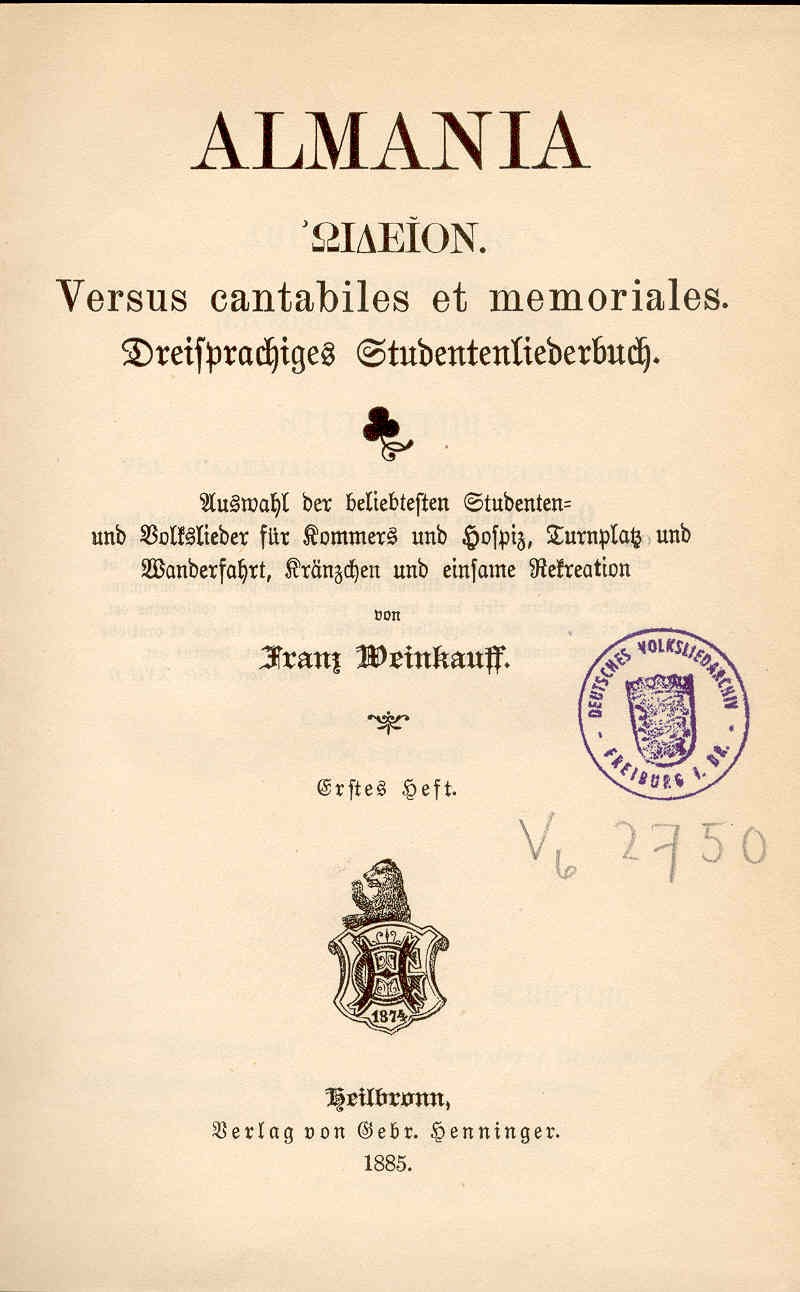 ALMANIA
ὨΙΔΕĨΟΝ.
Versus cantabiles et memoriales.
Dreisprachiges Studentenliederbuch.
Auswahl der beliebtesten Studenten=
und Volkslieder für Kommers und Hospiz, Turnplatz und
Wanderfahrt, Kränzchen und einsame Rekreation
von
Franz Weinkauff.
DEUTSCHES VOLKSLIEDARCHIV
- FREIBURG i. BR. -
Erstes Heft.
V6 2750
1874
Heilbronn,
Verlag von Gebr. Henninger.
1885.